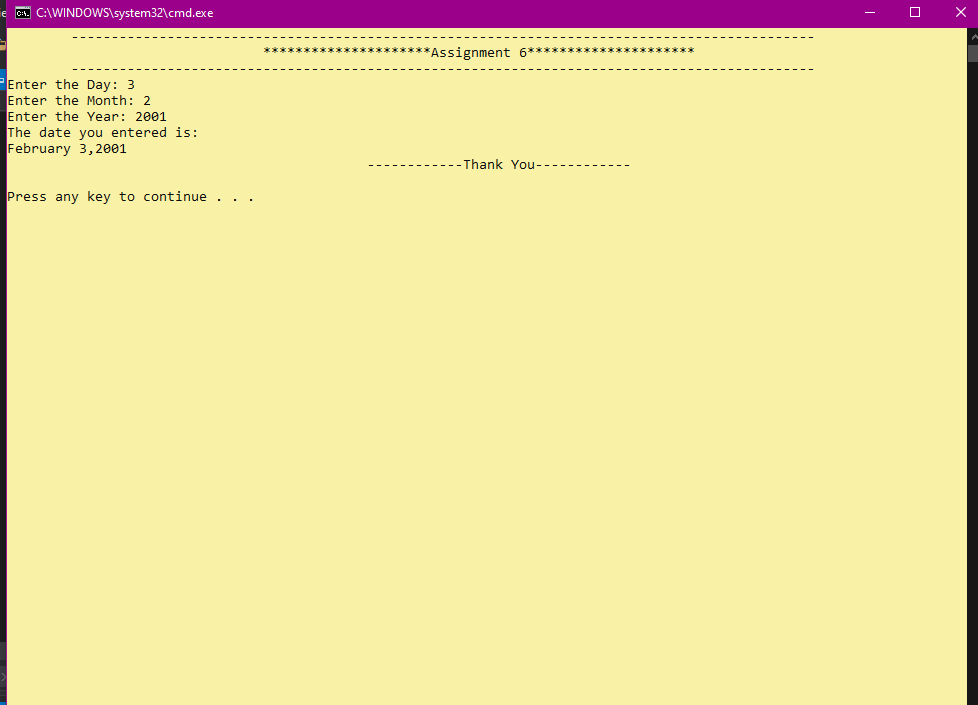 C:\WINDOWS\system32\cmd.exe
---------------------------------------------------------------------------------------------
*********************Assignment 6*********************
---------------------------------------------------------------------------------------------
Enter the Day: 3
Enter the Month: 2
Enter the Year: 2001
The date you entered is:
February 3,2001
------------Thank You------------
Press any key to continue . . .